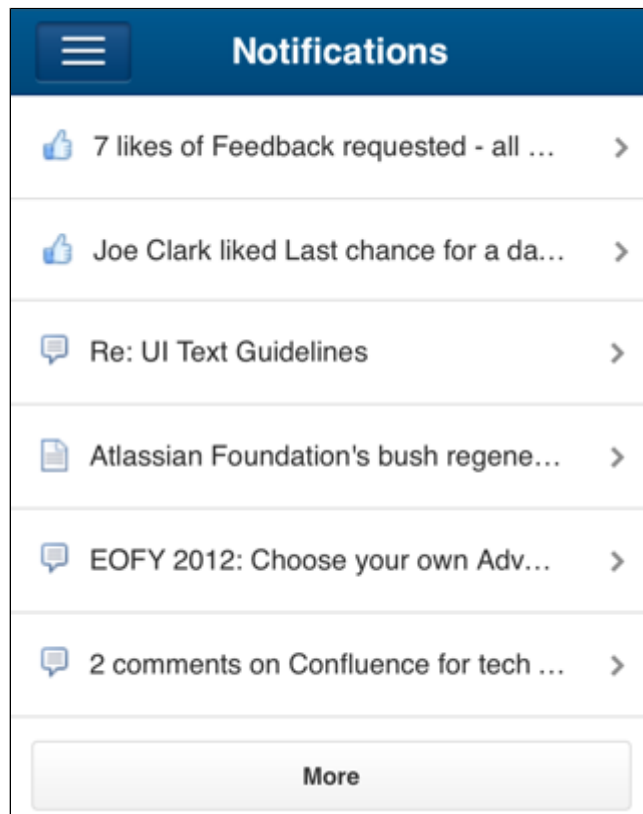 Notifications
7 likes of Feedback requested - all ...
Joe Clark liked Last chance for a da...
Re: UI Text Guidelines
Atlassian Foundation's bush regene...
EOFY 2012: Choose your own Adv...
2 comments on Confluence for tech ...
More